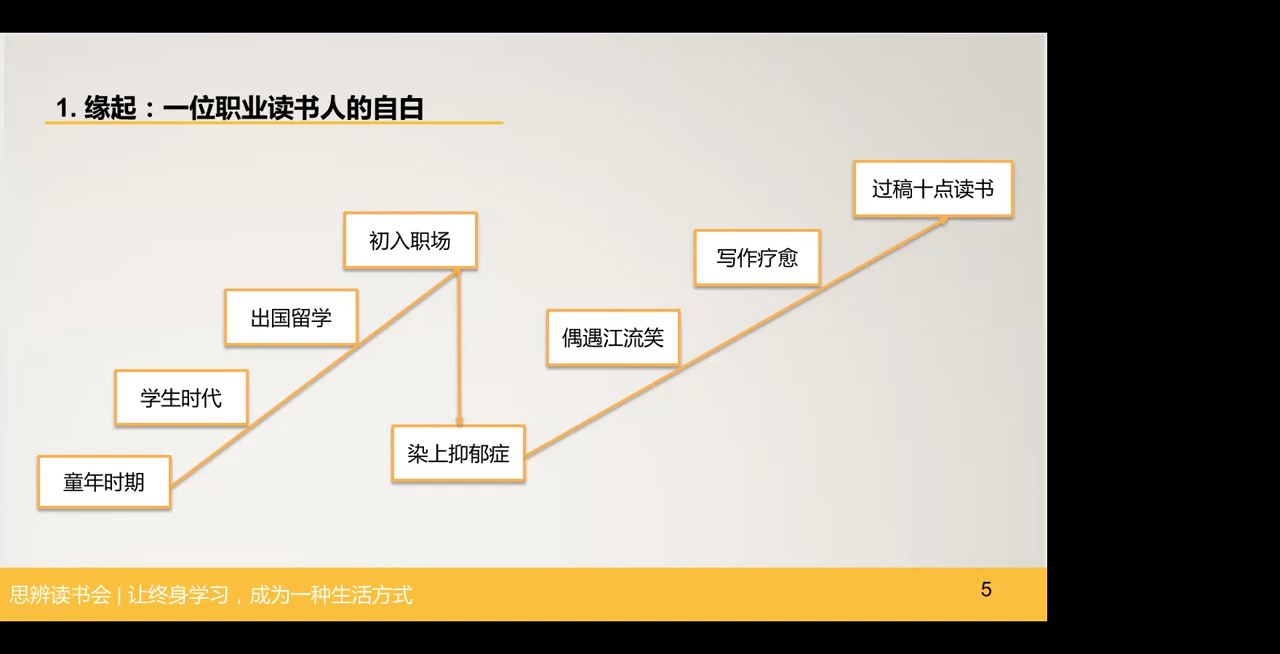 1. 缘起：一位职业读书人的自白
过稿十点读书
初入职场
写作疗愈
出国留学
偶遇江流笑
学生时代
染上抑郁症
童年时期
思辨读书会 | 让终身学习，成为一种生活方式
5